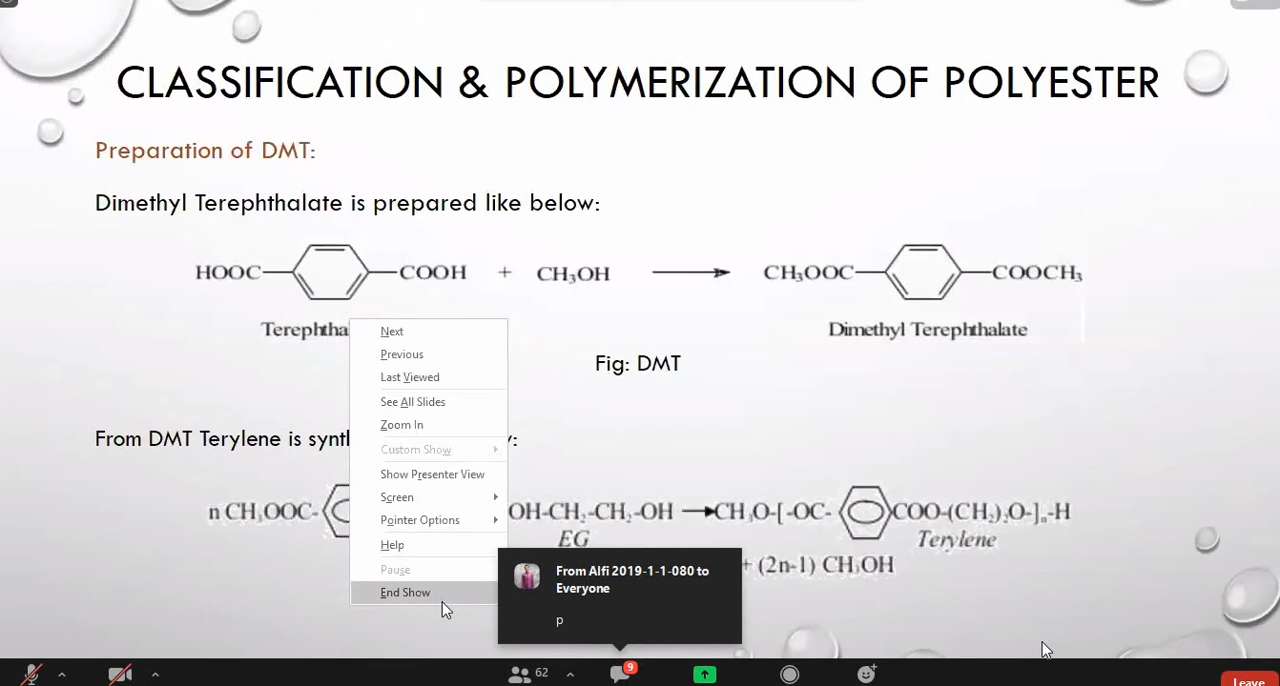 CLASSIFICATION & POLYMERIZATION OF POLYESTER
Preparation of DMT:
Dimethyl Terephthalate is prepared like below:
HOOC COOH + CH₃OH CH₃OOC COOCH₃
Terephtha Dimethyl Terephthalate
Fig: DMT
Next
Previous
Last Viewed
See All Slides
Zoom In
Custom Show
Show Presenter View
Screen
Pointer Options
Help
Pause
End Show
From DMT Terylene is synt :
n CH₃OOC- OH-CH₂-CH₂-OH CH₃O-[-OC- COO-(CH₂)₂O-]ₙ-H
EG Terylene
+ (2n-1) CH₃OH
From Alfi 2019-1-1-080 to
Everyone
p
62
9
Leave